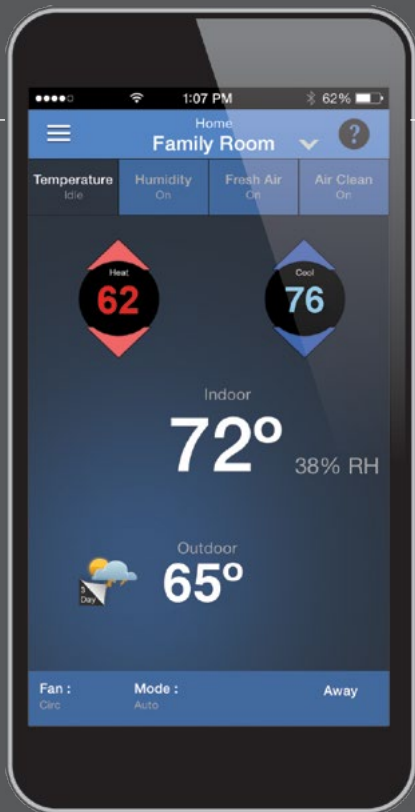 1:07 PM 62%
Home
Family Room ?
Temperature Humidity Fresh Air Air Clean
Idle On On On
Heat Cool
62 76
Indoor
72° 38% RH
Outdoor
65°
5
Day
Fan : Mode : Away
Circ Auto